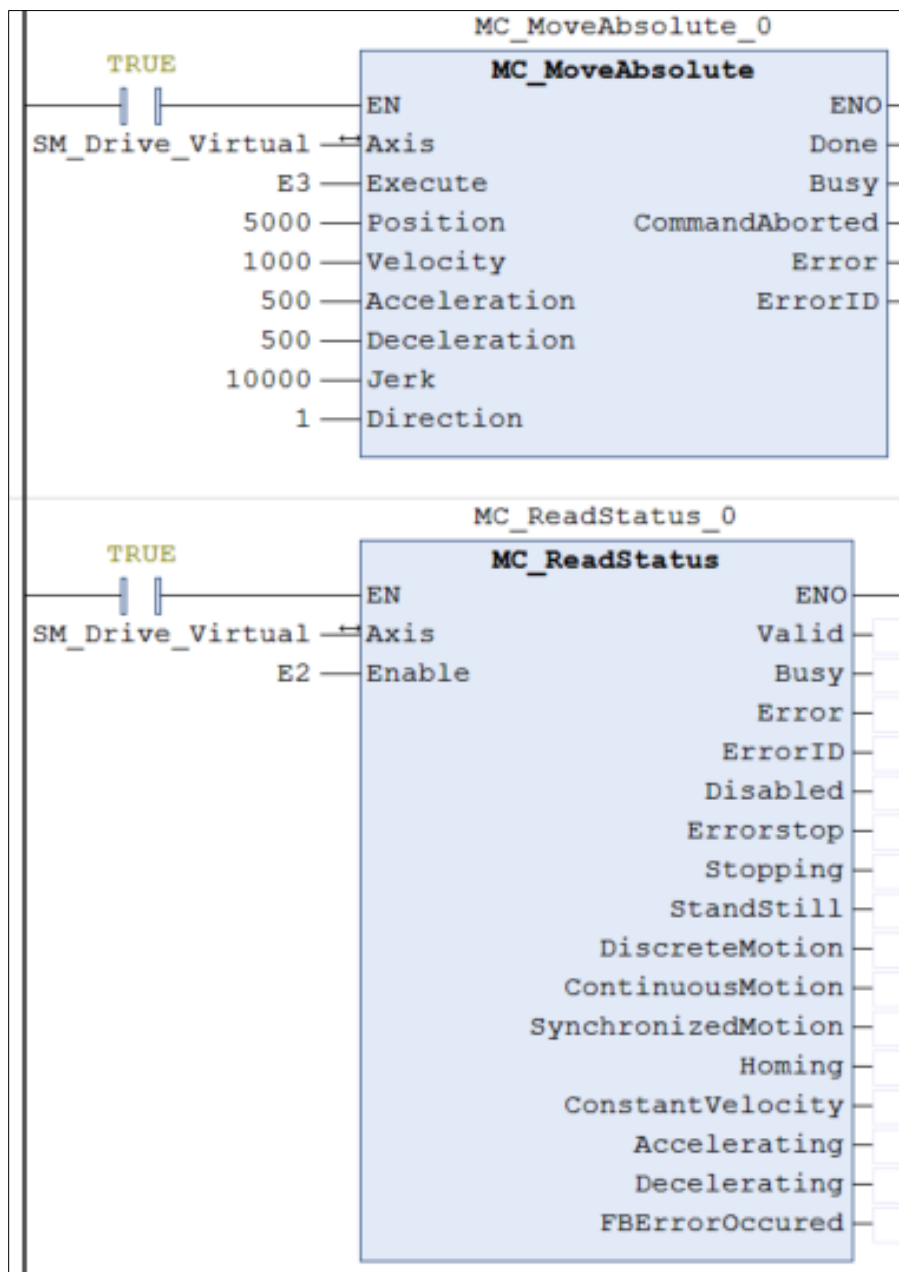 MC_MoveAbsolute_0
TRUE
MC_MoveAbsolute
EN ENO
SM_Drive_Virtual Axis Done
E3 Execute Busy
5000 Position CommandAborted
1000 Velocity Error
500 Acceleration ErrorID
500 Deceleration
10000 Jerk
1 Direction
MC_ReadStatus_0
TRUE
MC_ReadStatus
EN ENO
SM_Drive_Virtual Axis Valid
E2 Enable Busy
Error
ErrorID
Disabled
Errorstop
Stopping
StandStill
DiscreteMotion
ContinuousMotion
SynchronizedMotion
Homing
ConstantVelocity
Accelerating
Decelerating
FBErrorOccured